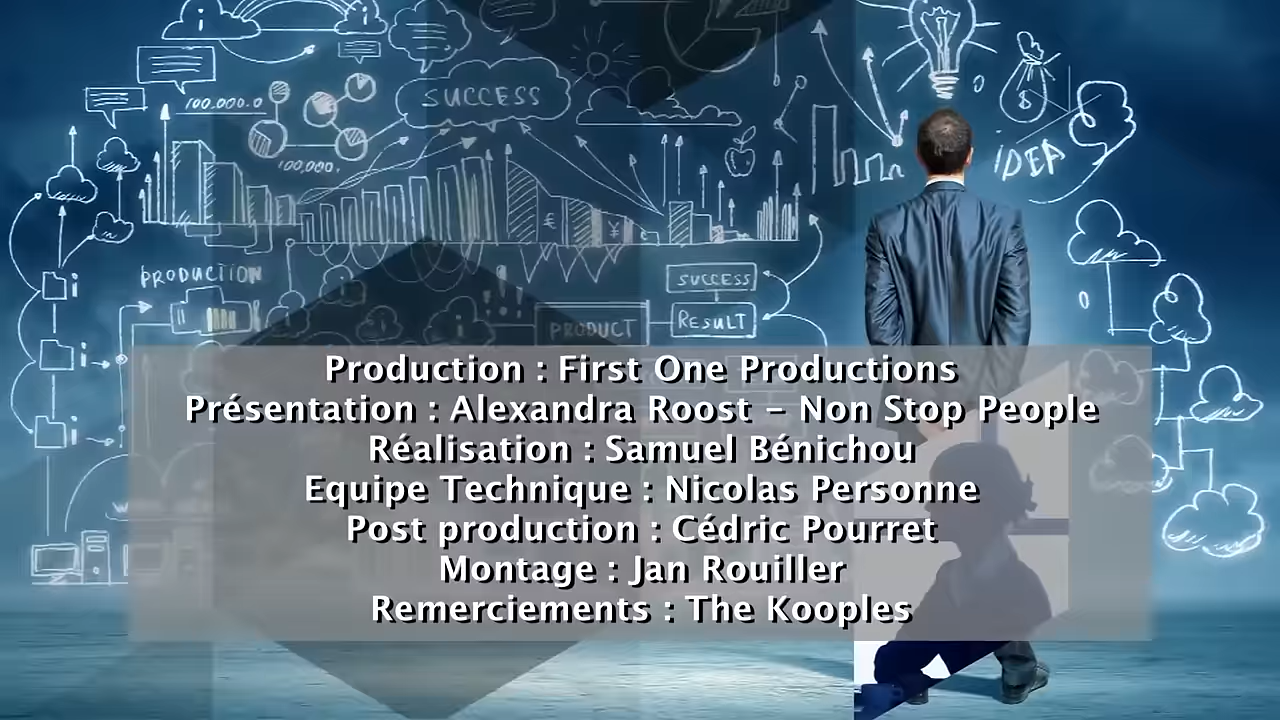 100,000.0
SUCCESS
100,000.
IDEA
PRODUCTION
SUCCESS
PRODUCT
RESULT
Production : First One Productions
Présentation : Alexandra Roost - Non Stop People
Réalisation : Samuel Bénichou
Equipe Technique : Nicolas Personne
Post production : Cédric Pourret
Montage : Jan Rouiller
Remerciements : The Kooples